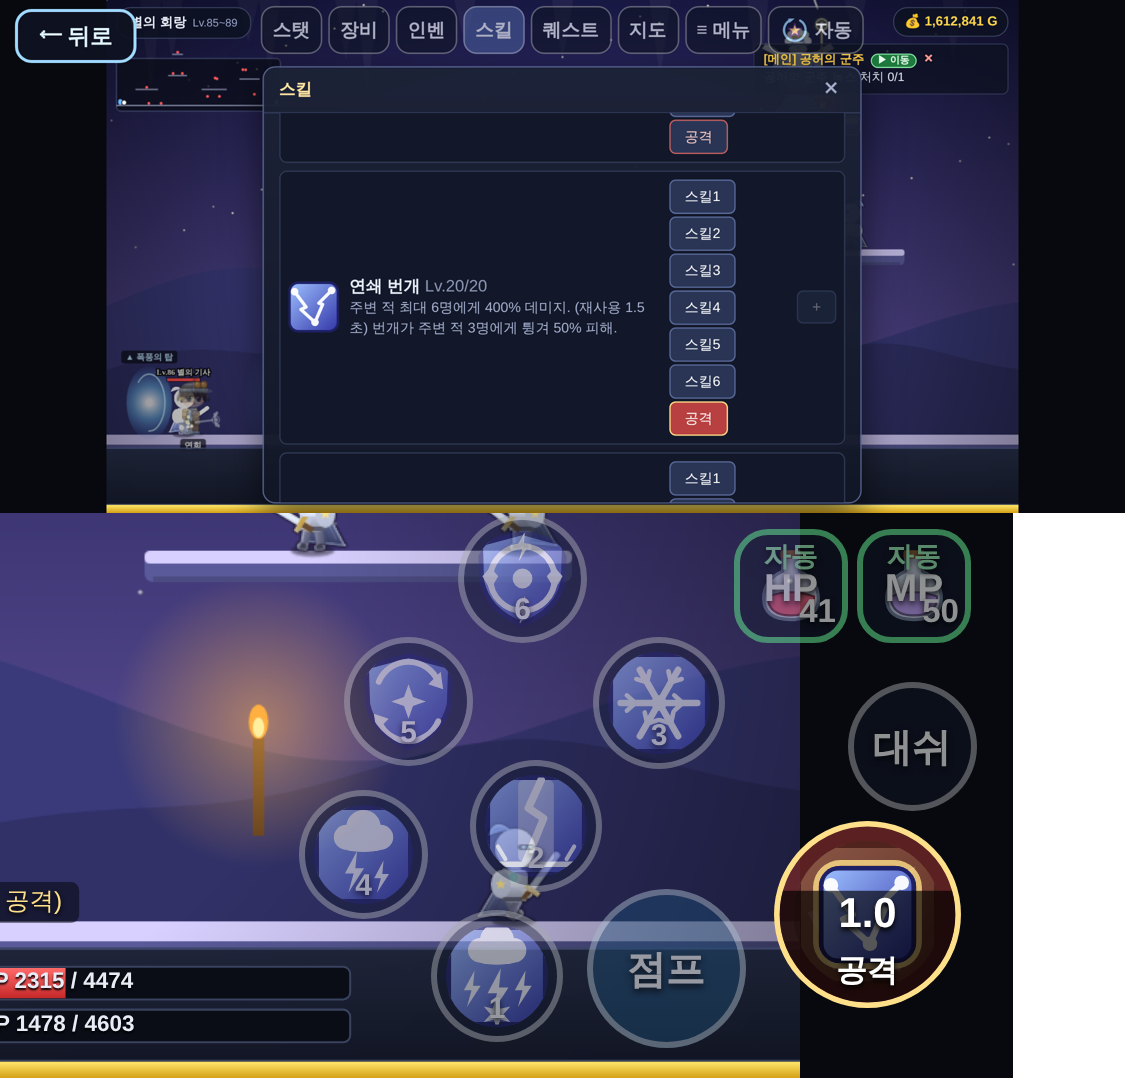 ← 뒤로
별의 회랑 Lv.85~89
스탯
장비
인벤
스킬
퀘스트
지도
≡ 메뉴
자동
1,612,841 G
[메인] 공허의 군주 ▶ 이동 ×
처치 0/1
스킬
✕
공격
스킬1
스킬2
스킬3
스킬4
스킬5
스킬6
공격
연쇄 번개 Lv.20/20
주변 적 최대 6명에게 400% 데미지. (재사용 1.5
초) 번개가 주변 적 3명에게 튕겨 50% 피해.
+
스킬1
▲ 폭풍의 탑
Lv.86 별의 기사
연희
6
자동
HP
41
자동
MP
50
5
3
대쉬
2
4
1.0
공격
공격)
점프
1
P 2315 / 4474
P 1478 / 4603